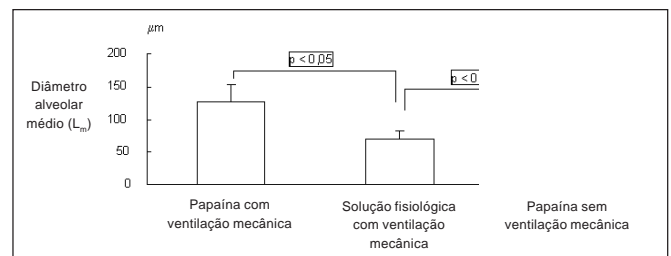 μm
200
150
100
50
0
Diâmetro
alveolar
médio (Lm)
p < 0,05
p < 0
Papaína com
ventilação mecânica
Solução fisiológica
com ventilação
mecânica
Papaína sem
ventilação mecânica